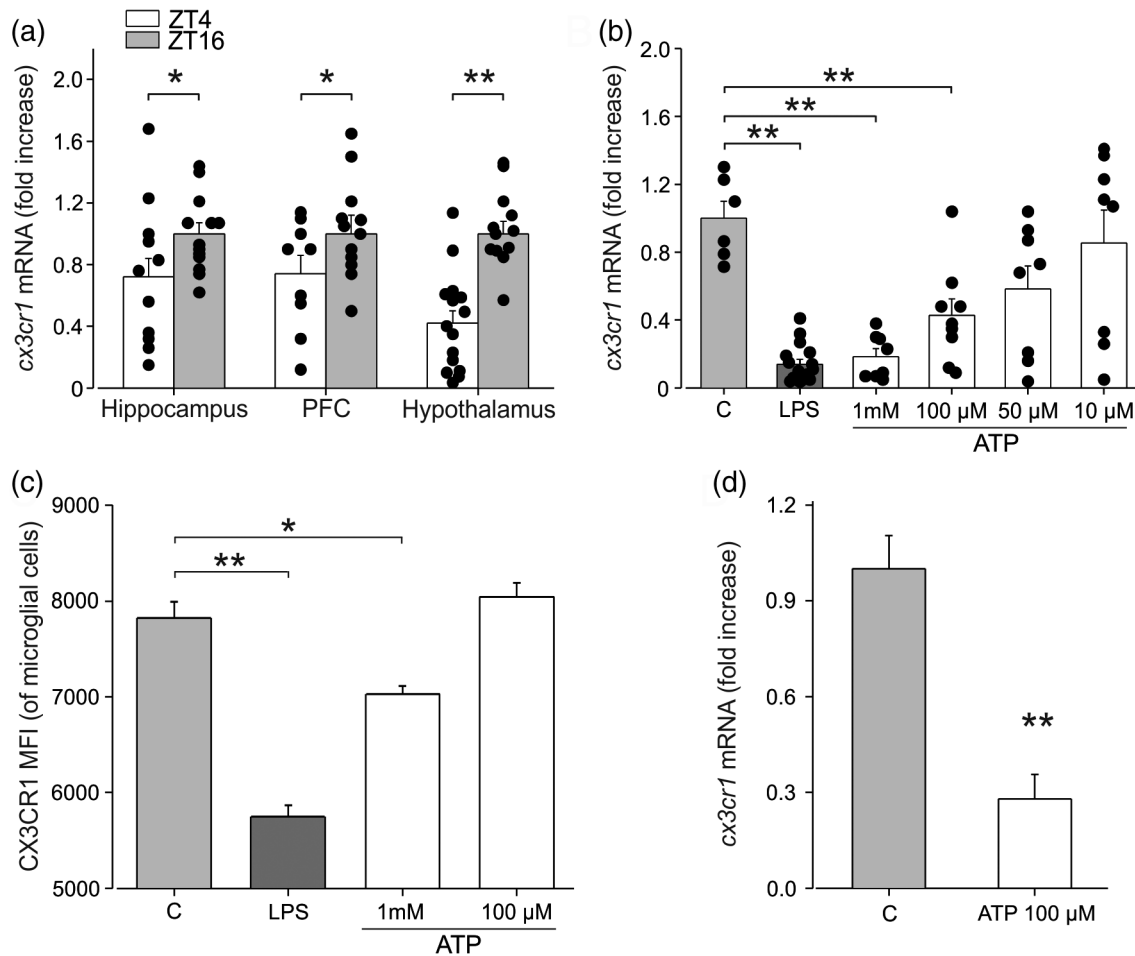 (a)
ZT4
ZT16
cx3cr1 mRNA (fold increase)
2.0
1.6
1.2
0.8
0.4
0
* * **
Hippocampus PFC Hypothalamus
(b)
cx3cr1 mRNA (fold increase)
2.0
1.6
1.2
0.8
0.4
0
**
**
**
C LPS 1mM 100 µM 50 µM 10 µM
ATP
(c)
CX3CR1 MFI (of microglial cells)
9000
8000
7000
6000
5000
*
**
C LPS 1mM 100 µM
ATP
(d)
cx3cr1 mRNA (fold increase)
1.2
0.9
0.6
0.3
0.0
**
C ATP 100 µM